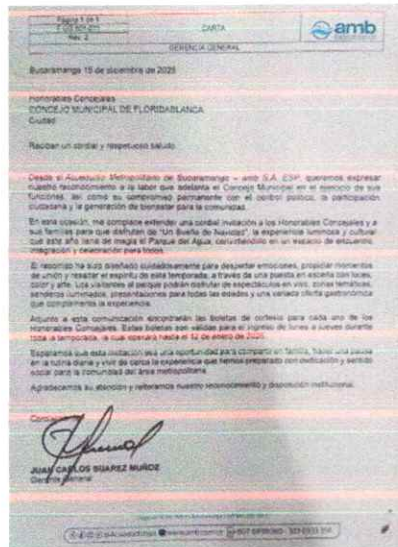 Página 1 de 1
Rev. 2
CARTA
GERENCIA GENERAL
amb
Bucaramanga 15 de diciembre de 2025
Honorables Concejales
CONCEJO MUNICIPAL DE FLORIDABLANCA
Ciudad
Reciban un cordial y respetuoso saludo.
Desde el Acueducto Metropolitano de Bucaramanga – amb S.A. ESP, queremos expresar
nuestro reconocimiento a la labor que adelanta el Concejo Municipal en el ejercicio de sus
funciones, así como su compromiso permanente con el control político, la participación
ciudadana y la generación de bienestar para la comunidad.
En esta ocasión, me complace extender una cordial invitación a los Honorables Concejales y a
sus familias para que disfruten de "Un Sueño de Navidad", la experiencia luminosa y cultural
que este año llena de magia el Parque del Agua, convirtiéndolo en un espacio de encuentro,
integración y celebración para todos.
El recorrido ha sido diseñado cuidadosamente para despertar emociones, propiciar momentos
de unión y resaltar el espíritu de esta temporada, a través de una puesta en escena con luces,
color y arte. Los visitantes al parque podrán disfrutar de espectáculos en vivo, zonas temáticas,
senderos iluminados, presentaciones para todas las edades y una variada oferta gastronómica
que complementa la experiencia.
Adjunto a esta comunicación encontrarán las boletas de cortesía para cada uno de los
Honorables Concejales. Estas boletas son válidas para el ingreso de lunes a jueves durante
toda la temporada, la cual operará hasta el 12 de enero de 2026.
Esperamos que esta invitación sea una oportunidad para compartir en familia, hacer una pausa
en la rutina diaria y vivir de cerca la experiencia que hemos preparado con dedicación y sentido
social para la comunidad del área metropolitana.
Agradecemos su atención y reiteramos nuestro reconocimiento y disposición institucional.
JUAN CARLOS SUÁREZ MUÑOZ
Gerente General